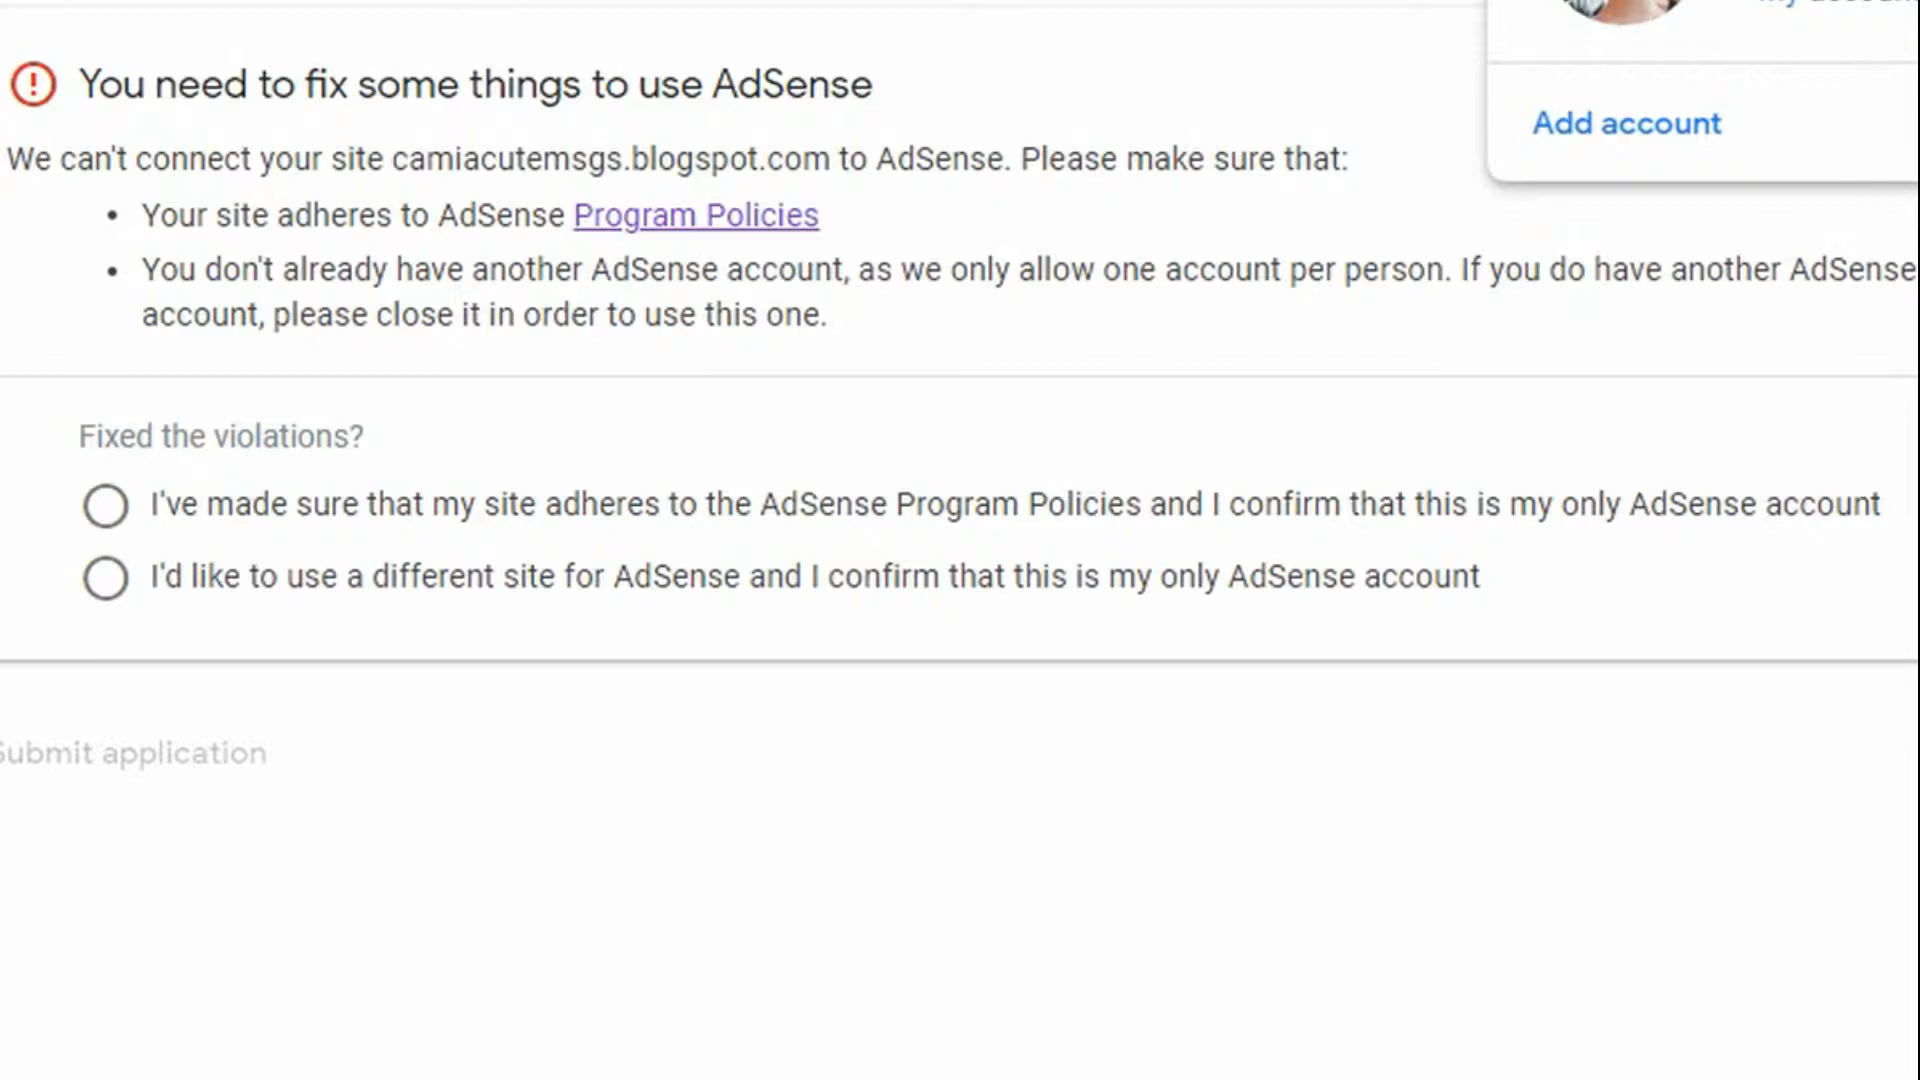 You need to fix some things to use AdSense
We can't connect your site camiacutemsgs.blogspot.com to AdSense. Please make sure that:
• Your site adheres to AdSense Program Policies
• You don't already have another AdSense account, as we only allow one account per person. If you do have another AdSense
account, please close it in order to use this one.
Add account
Fixed the violations?
I've made sure that my site adheres to the AdSense Program Policies and I confirm that this is my only AdSense account
I'd like to use a different site for AdSense and I confirm that this is my only AdSense account
Submit application